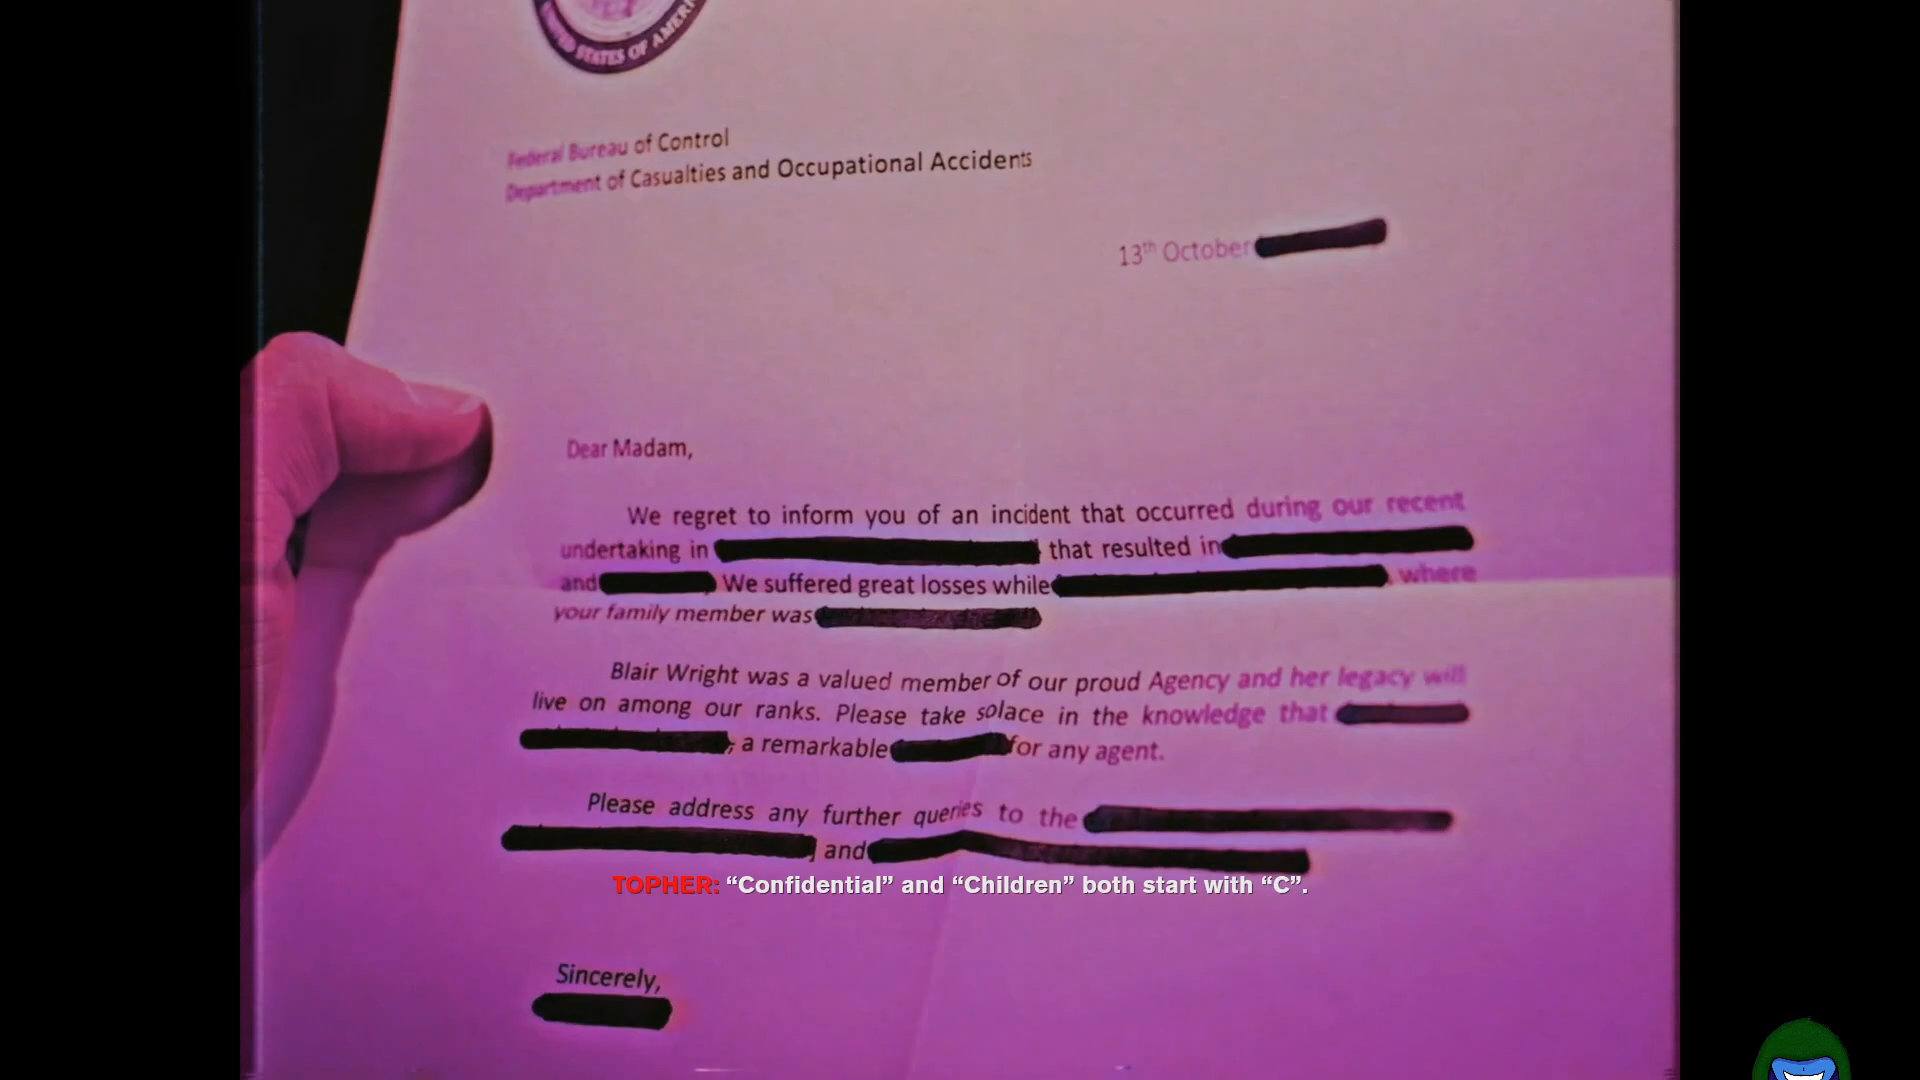 UNITED STATES OF AMERI
Federal Bureau of Control
Department of Casualties and Occupational Accidents
13th October
Dear Madam,
We regret to inform you of an incident that occurred during our recent
undertaking in that resulted in
and We suffered great losses while where
your family member was
Blair Wright was a valued member of our proud Agency and her legacy will
live on among our ranks. Please take solace in the knowledge that
, a remarkable for any agent.
Please address any further queries to the
and
TOPHER: “Confidential” and “Children” both start with “C”.
Sincerely,